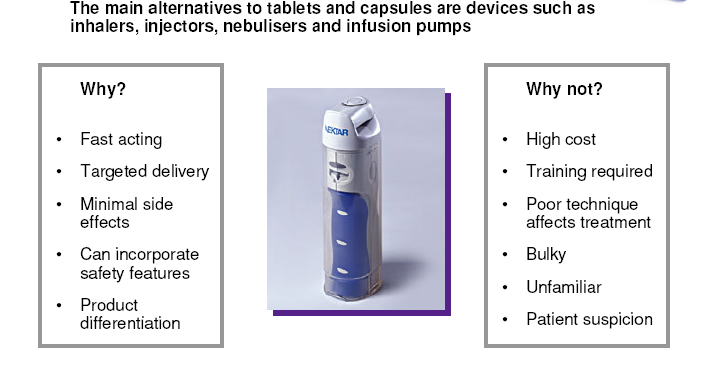 The main alternatives to tablets and capsules are devices such as
inhalers, injectors, nebulisers and infusion pumps
Why?
• Fast acting
• Targeted delivery
• Minimal side
effects
• Can incorporate
safety features
• Product
differentiation
NEKTAR
Why not?
• High cost
• Training required
• Poor technique
affects treatment
• Bulky
• Unfamiliar
• Patient suspicion